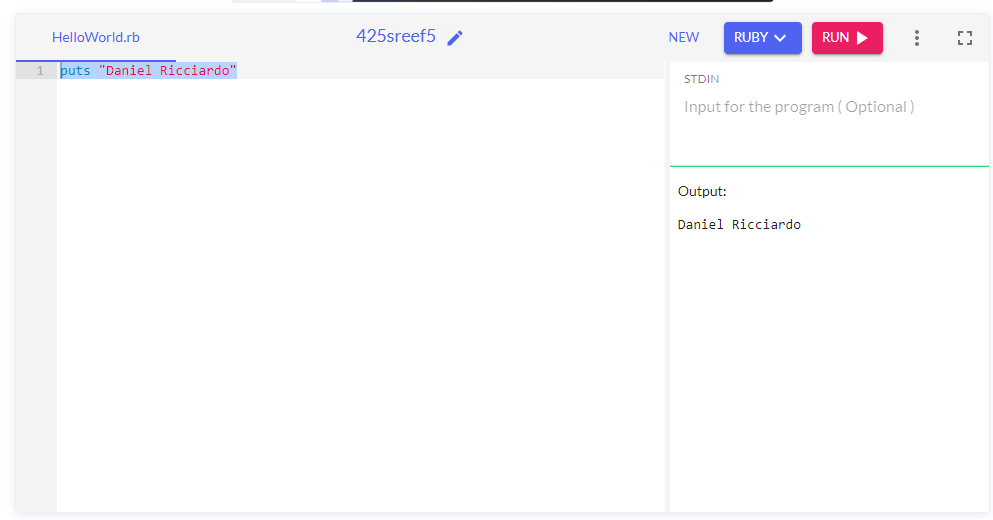 HelloWorld.rb
425sreef5
NEW
RUBY
RUN
1 puts "Daniel Ricciardo"
STDIN
Input for the program ( Optional )
Output:
Daniel Ricciardo